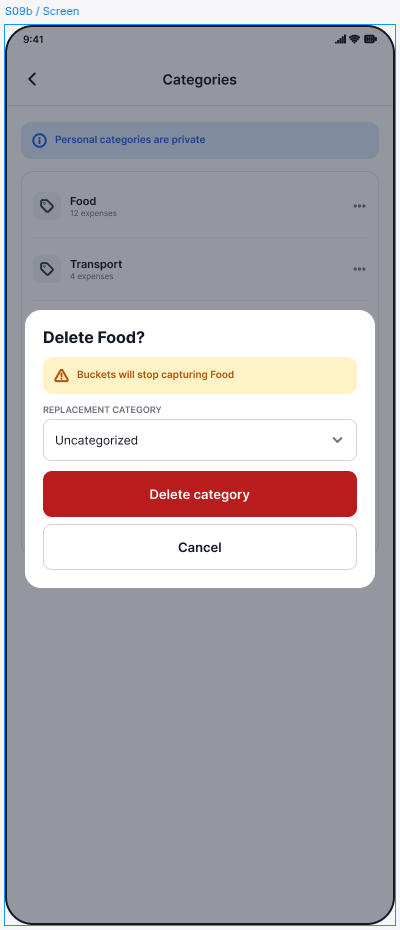 S09b / Screen
9:41
Categories
Personal categories are private
Food
12 expenses
Transport
4 expenses
Delete Food?
Buckets will stop capturing Food
REPLACEMENT CATEGORY
Uncategorized
Delete category
Cancel